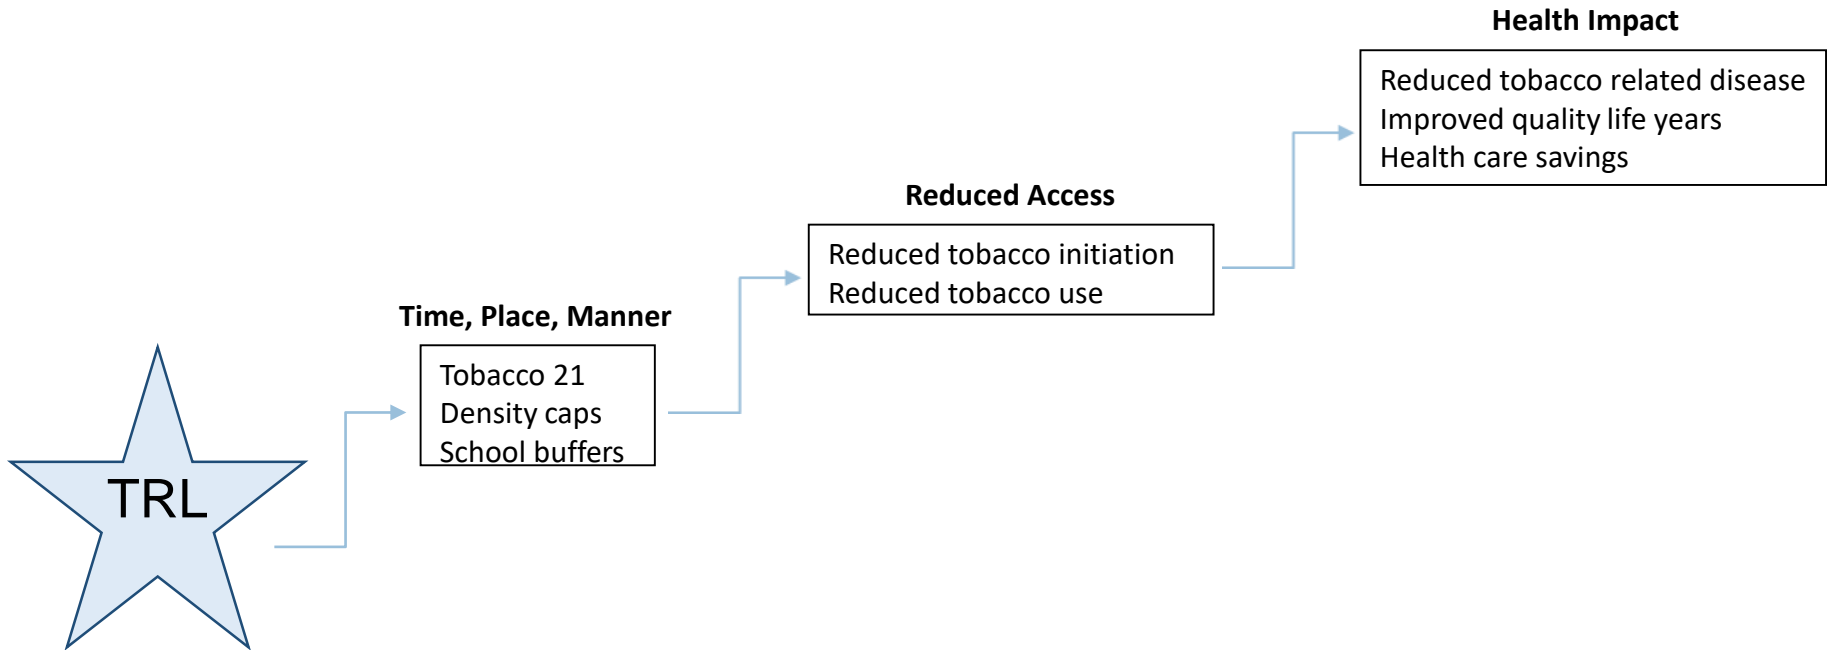 Health Impact
Reduced tobacco related disease
Improved quality life years
Health care savings
Reduced Access
Reduced tobacco initiation
Reduced tobacco use
Time, Place, Manner
Tobacco 21
Density caps
School buffers
TRL